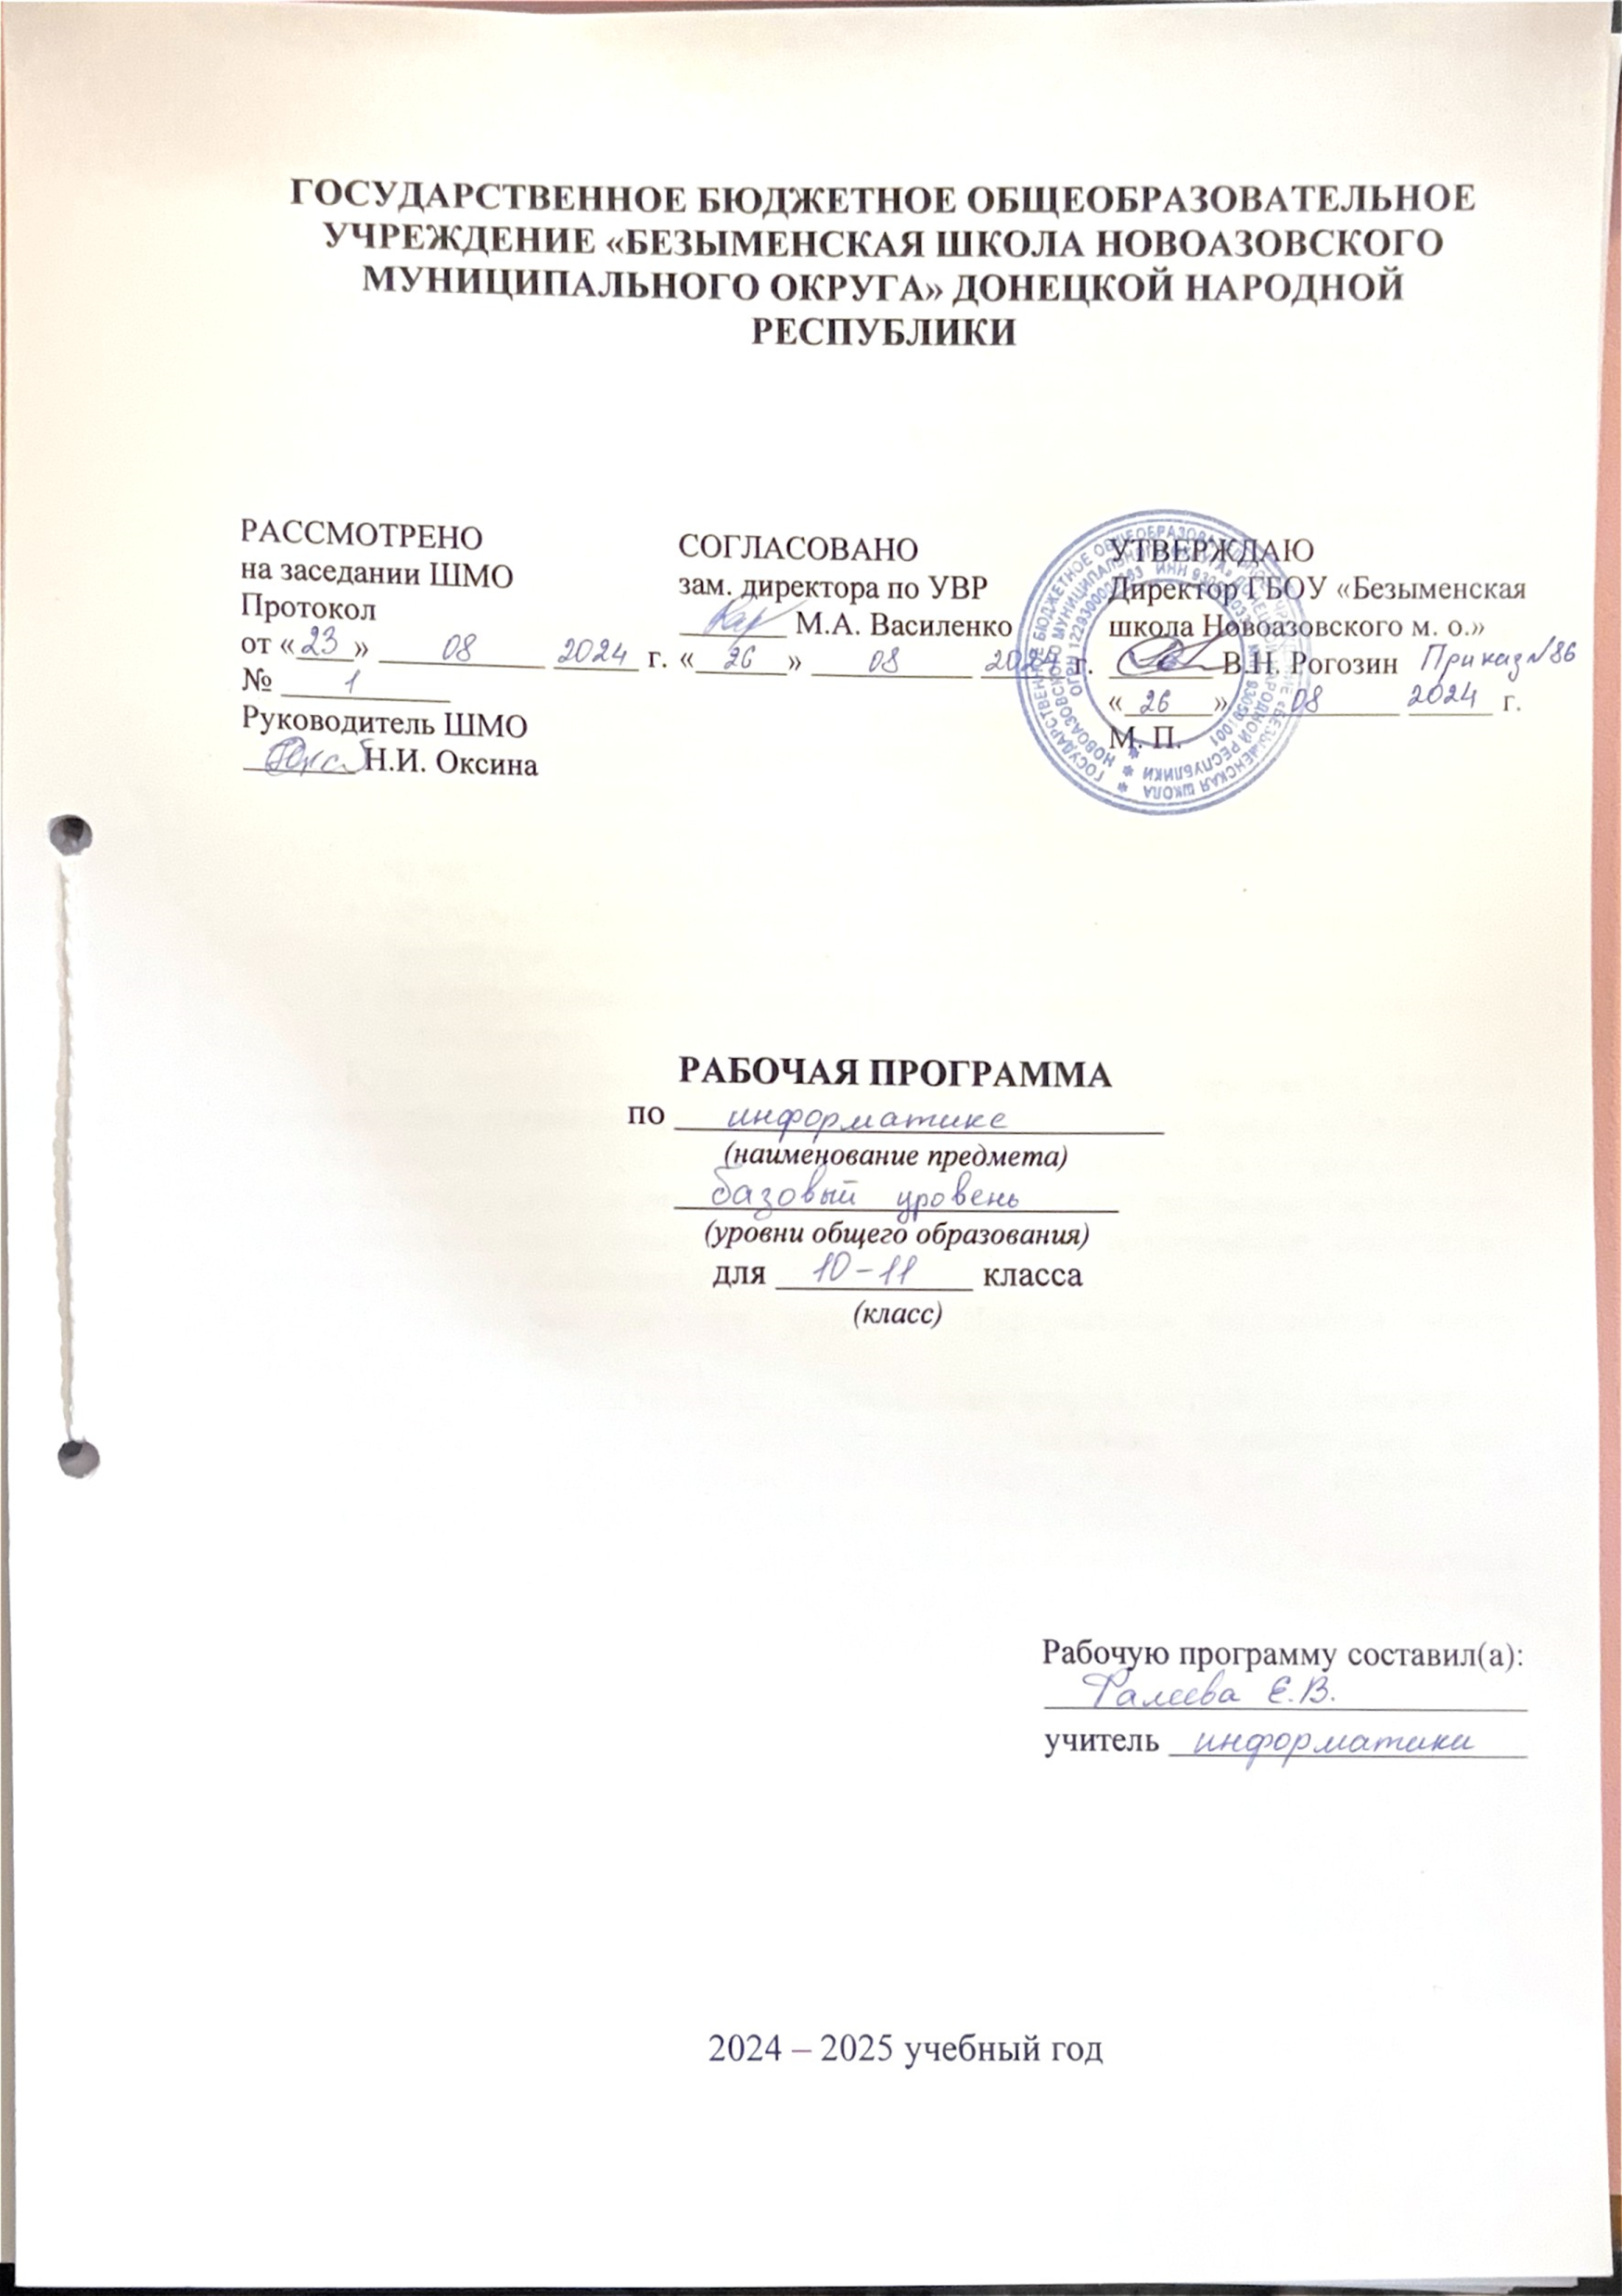 ГОСУДАРСТВЕННОЕ БЮДЖЕТНОЕ ОБЩЕОБРАЗОВАТЕЛЬНОЕ
УЧРЕЖДЕНИЕ «БЕЗЫМЕНСКАЯ ШКОЛА НОВОАЗОВСКОГО
МУНИЦИПАЛЬНОГО ОКРУГА» ДОНЕЦКОЙ НАРОДНОЙ
РЕСПУБЛИКИ
РАССМОТРЕНО
на заседании ШМО
Протокол
от «23» 08 2024 г.
№ 1
Руководитель ШМО
Н.И. Оксина
СОГЛАСОВАНО
зам. директора по УВР
М.А. Василенко
«26» 08 2024 г.
УТВЕРЖДАЮ
Директор ГБОУ «Безыменская
школа Новоазовского м. о.»
В.Н. Рогозин Приказ №86
«26» 08 2024 г.
М. П.
РАБОЧАЯ ПРОГРАММА
по информатике
(наименование предмета)
базовый уровень
(уровни общего образования)
для 10-11 класса
(класс)
Рабочую программу составил(а):
Фалеева Е.В.
учитель информатики
2024 – 2025 учебный год